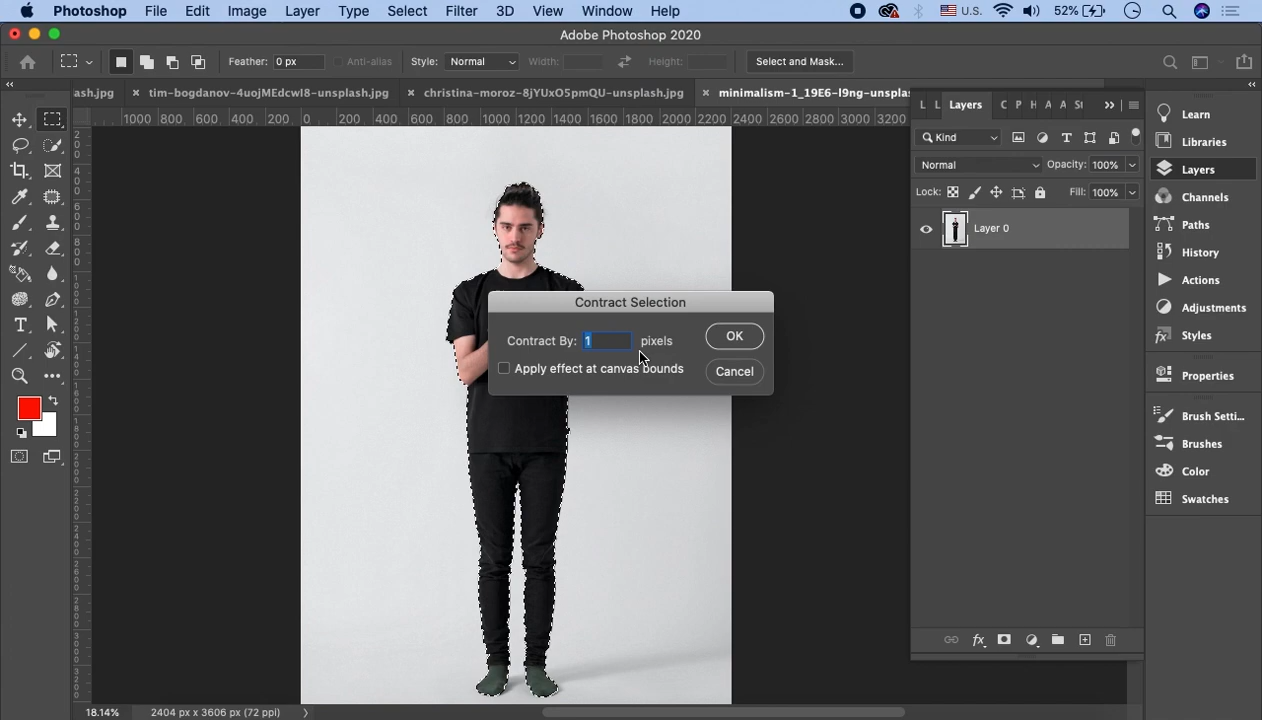 Photoshop File Edit Image Layer Type Select Filter 3D View Window Help U.S. 52%
Adobe Photoshop 2020
Feather: 0 px Anti-alias Style: Normal Width: Height: Select and Mask...
ash.jpg × tim-bogdanov-4uojMEdcwI8-unsplash.jpg × christina-moroz-8jYUxO5pmQU-unsplash.jpg × minimalism-1_19E6-I9ng-unsplas
L L Layers C P H A A St
1000 800 600 400 200 0 200 400 600 800 1000 1200 1400 1600 1800 2000 2200 2400 2600 2800 3000 3200
Kind
Normal Opacity: 100%
Lock: Fill: 100%
Layer 0
Learn
Libraries
Layers
Channels
Paths
History
Actions
Adjustments
Styles
Properties
Brush Setti...
Brushes
Color
Swatches
Contract Selection
Contract By: 1 pixels OK
Apply effect at canvas bounds Cancel
18.14% 2404 px x 3606 px (72 ppi)